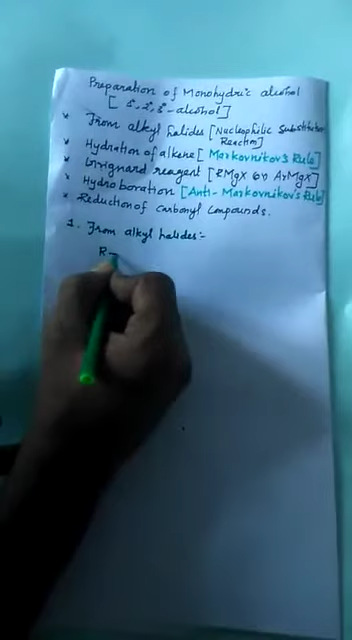 Preparation of Monohydric alcohol
[ 1°, 2°, 3° - alcohol ]
* From alkyl halides [Nucleophilic Substitution
Reaction]
* Hydration of alkene [ Markovnikov's Rule]
* Grignard reagent [ RMgX or ArMgX]
* Hydroboration [Anti - Markovnikov's Rule]
* Reduction of Carbonyl Compounds.
1. From alkyl halides :-
R -